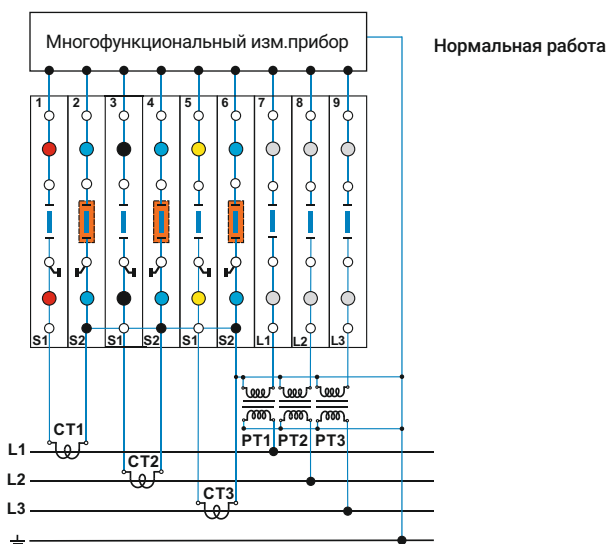 Многофункциональный изм.прибор
Нормальная работа
1 2 3 4 5 6 7 8 9
S1 S2 S1 S2 S1 S2 L1 L2 L3
CT1
PT1 PT2 PT3
L1
CT2
L2
CT3
L3